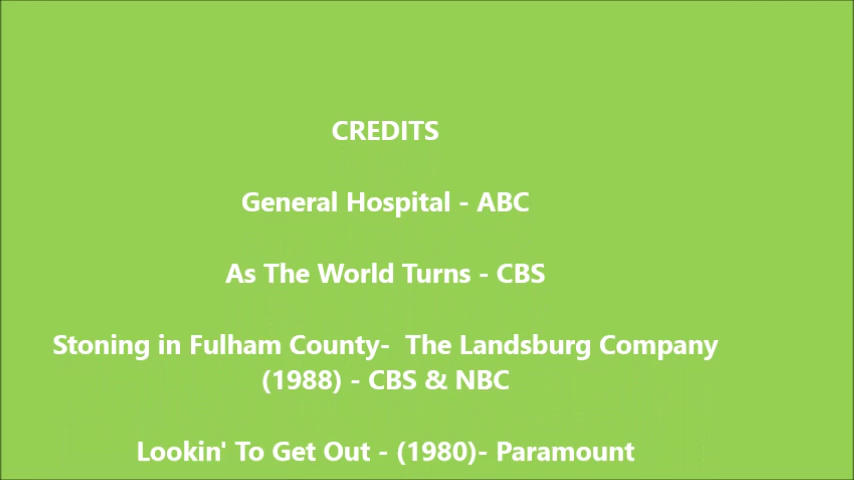 CREDITS
General Hospital - ABC
As The World Turns - CBS
Stoning in Fulham County-  The Landsburg Company
(1988) - CBS & NBC
Lookin' To Get Out - (1980)- Paramount